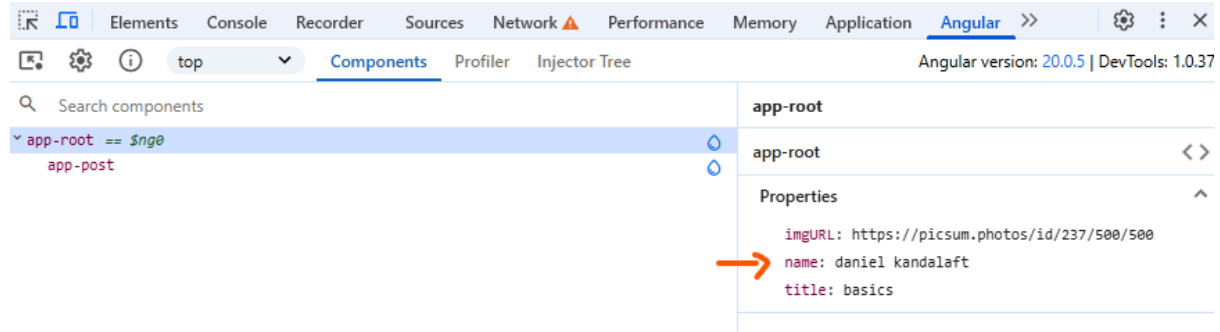 Elements Console Recorder Sources Network Performance Memory Application Angular >>
top Components Profiler Injector Tree Angular version: 20.0.5 | DevTools: 1.0.37
Search components
app-root
app-root == $ng0
app-post
app-root
Properties
imgURL: https://picsum.photos/id/237/500/500
name: daniel kandalaft
title: basics